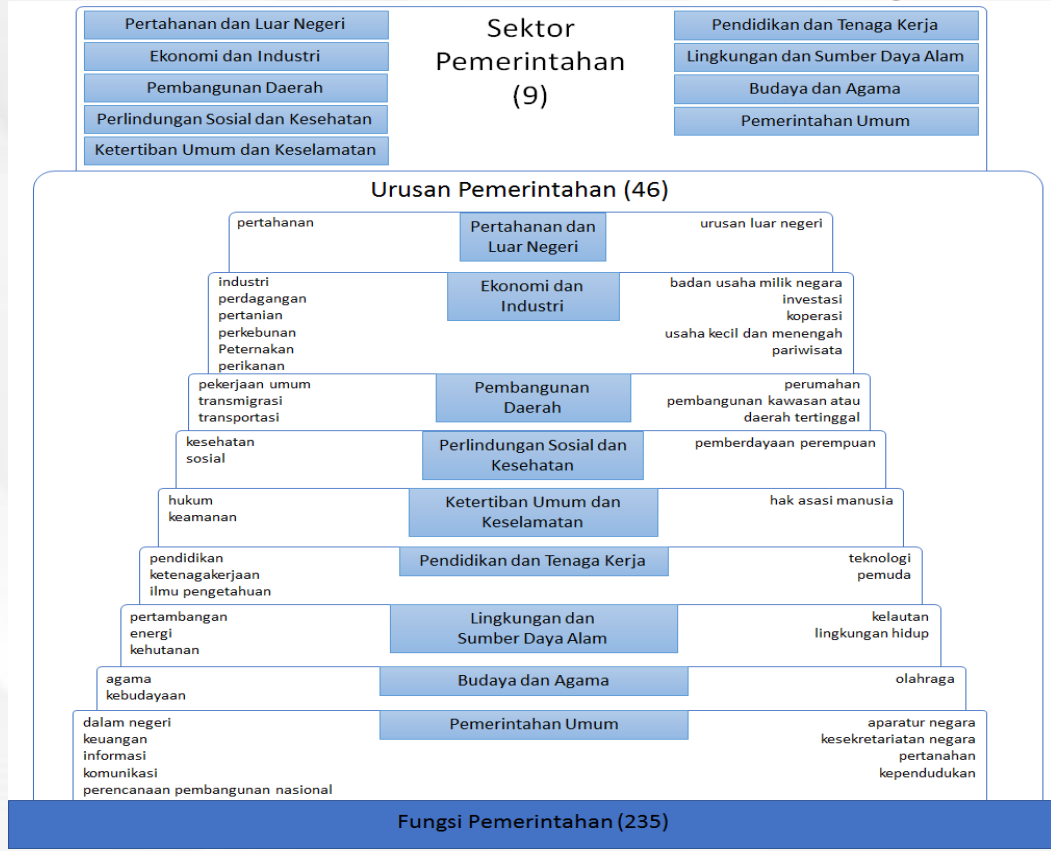 Pertahanan dan Luar Negeri
Ekonomi dan Industri
Pembangunan Daerah
Perlindungan Sosial dan Kesehatan
Ketertiban Umum dan Keselamatan
Sektor
Pemerintahan
(9)
Pendidikan dan Tenaga Kerja
Lingkungan dan Sumber Daya Alam
Budaya dan Agama
Pemerintahan Umum
Urusan Pemerintahan (46)
pertahanan
Pertahanan dan
Luar Negeri
urusan luar negeri
industri
perdagangan
pertanian
perkebunan
Peternakan
perikanan
Ekonomi dan
Industri
badan usaha milik negara
investasi
koperasi
usaha kecil dan menengah
pariwisata
pekerjaan umum
transmigrasi
transportasi
Pembangunan
Daerah
perumahan
pembangunan kawasan atau
daerah tertinggal
kesehatan
sosial
Perlindungan Sosial dan
Kesehatan
pemberdayaan perempuan
hukum
keamanan
Ketertiban Umum dan
Keselamatan
hak asasi manusia
pendidikan
ketenagakerjaan
ilmu pengetahuan
Pendidikan dan Tenaga Kerja
teknologi
pemuda
pertambangan
energi
kehutanan
Lingkungan dan
Sumber Daya Alam
kelautan
lingkungan hidup
agama
kebudayaan
Budaya dan Agama
olahraga
dalam negeri
keuangan
informasi
komunikasi
perencanaan pembangunan nasional
Pemerintahan Umum
aparatur negara
kesekretariatan negara
pertanahan
kependudukan
Fungsi Pemerintahan (235)